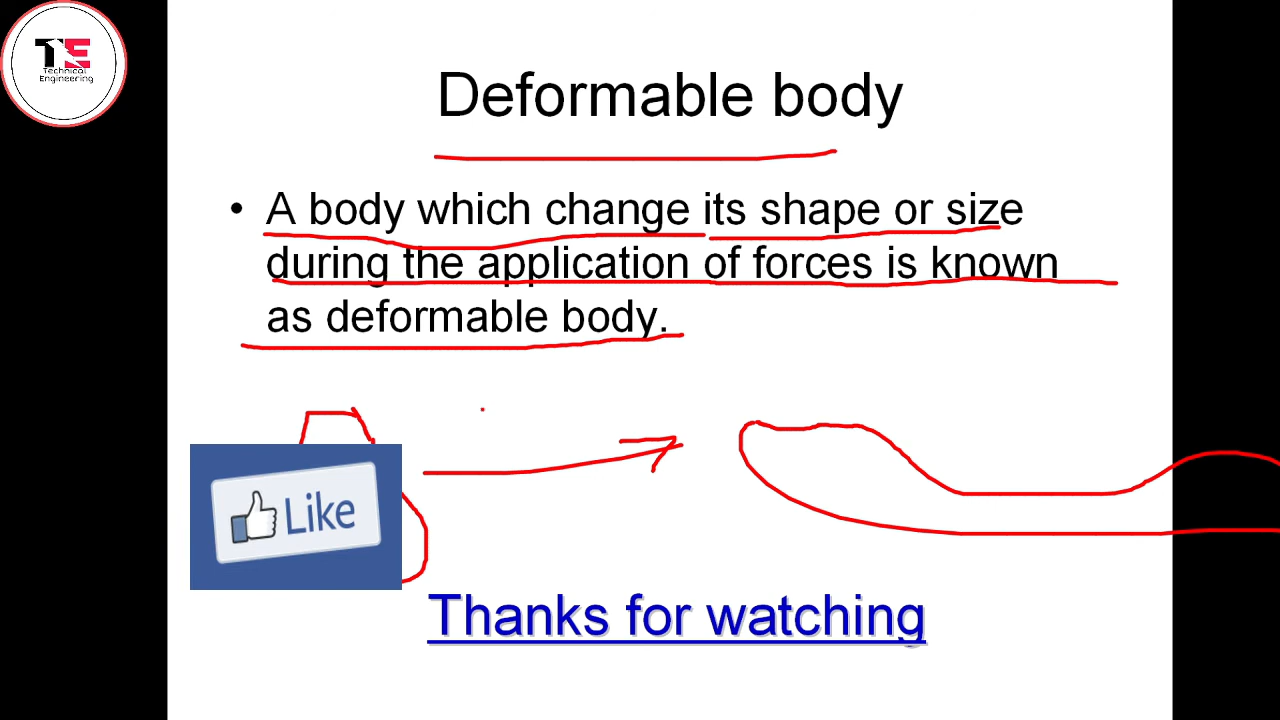 TE
Technical
Engineering
Deformable body
• A body which change its shape or size
during the application of forces is known
as deformable body.
Like
Thanks for watching